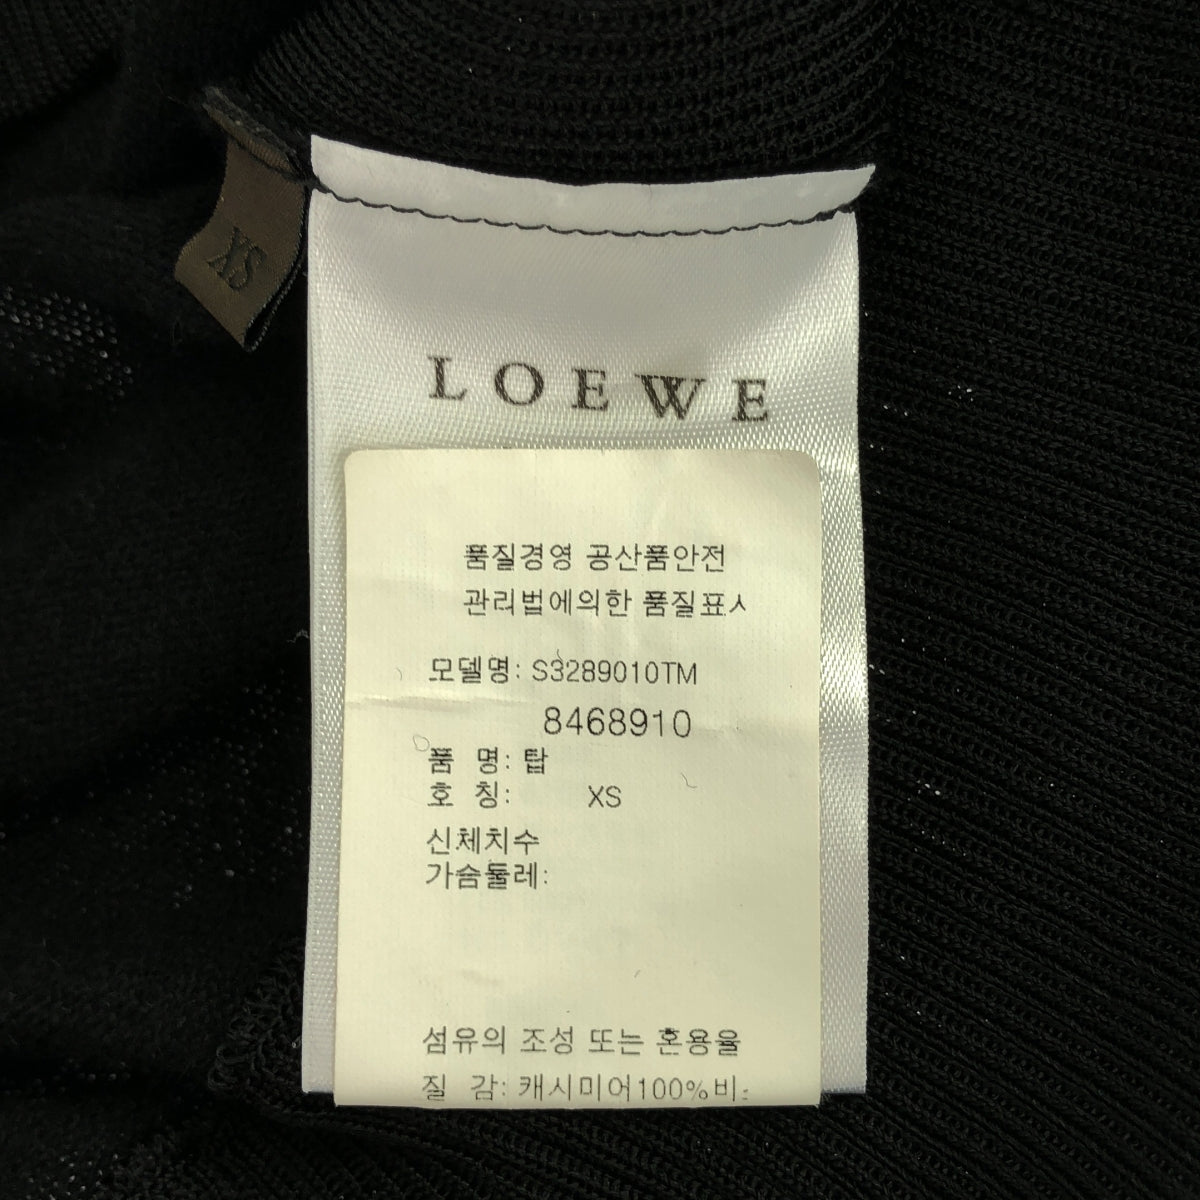 XS
LOEWE
품질경영 공산품안전
관리법에의한 품질표
모델명: S3289010TM
8468910
품 명: 탑
호 칭: XS
신체치수
가슴둘레:
섬유의 조성 또는 혼용율
질 감: 캐시미어100%